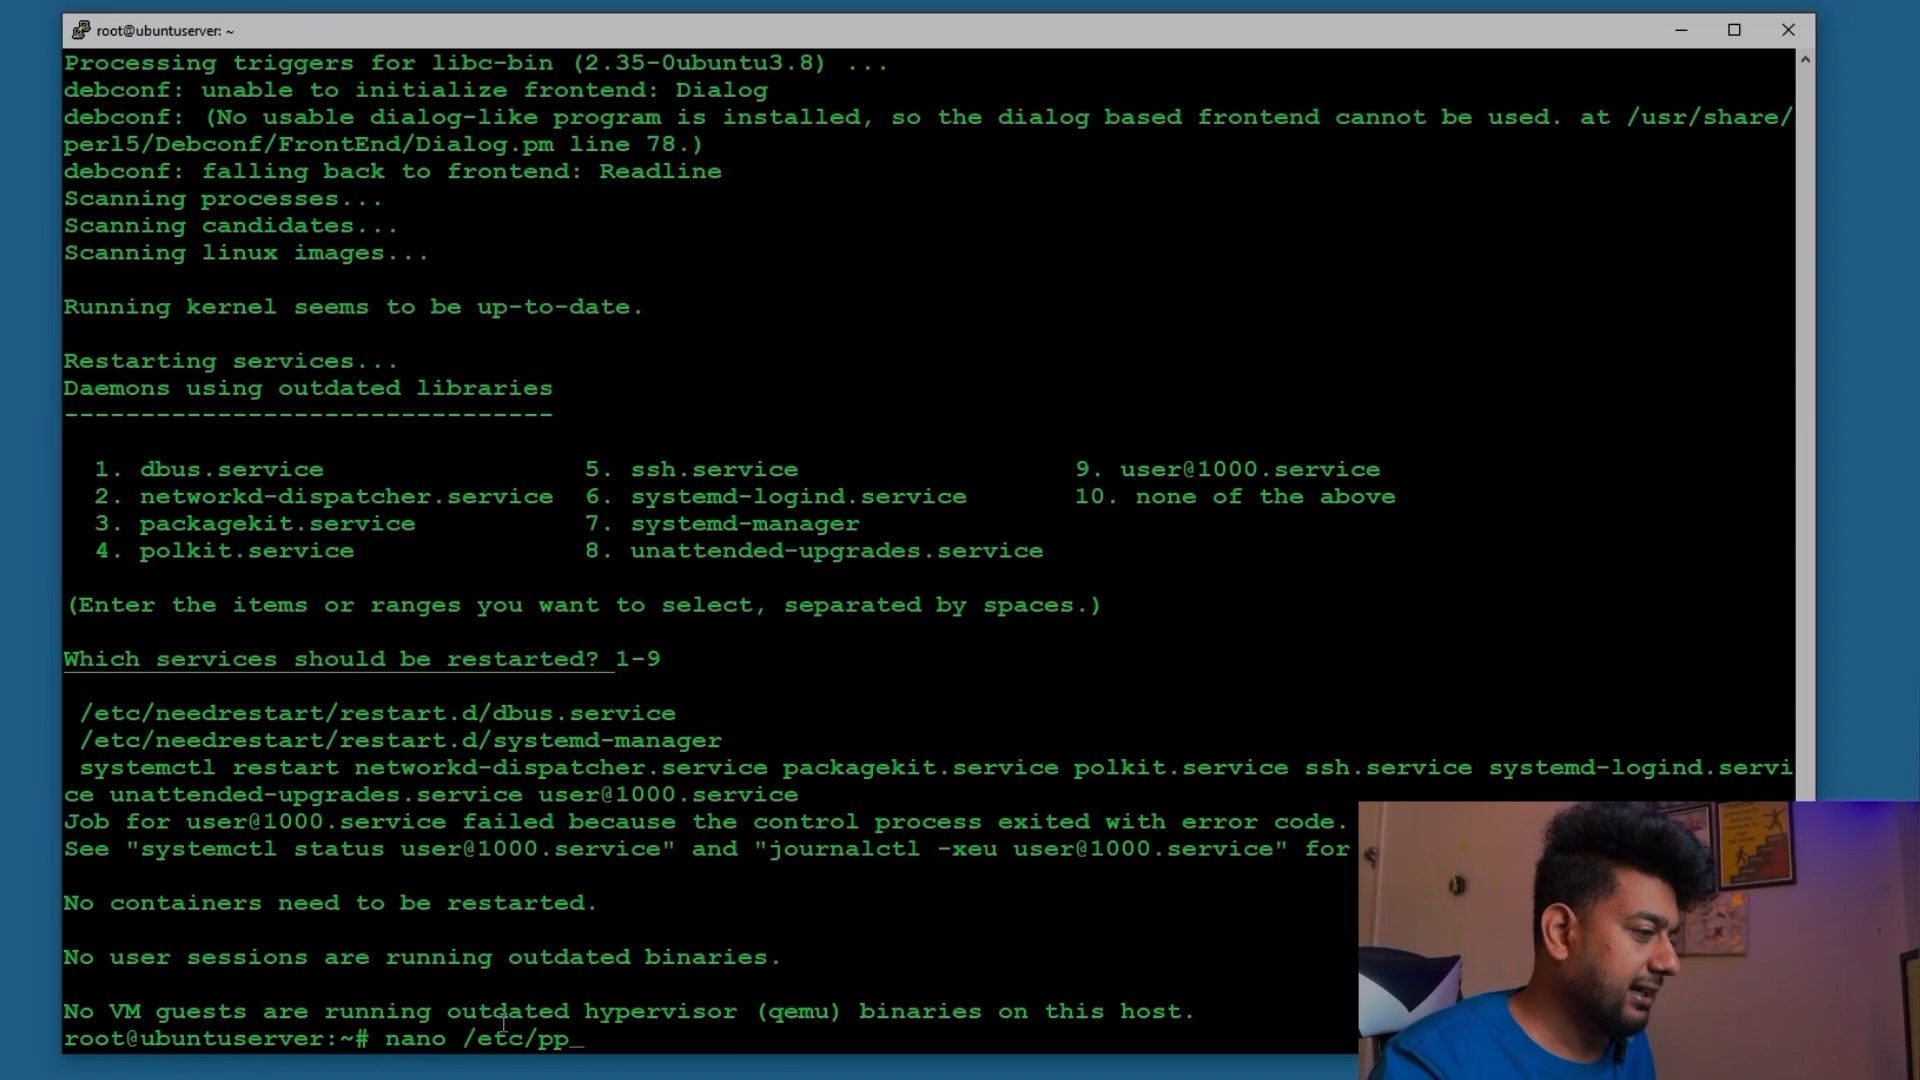 root@ubuntuserver: ~
Processing triggers for libc-bin (2.35-0ubuntu3.8) ...
debconf: unable to initialize frontend: Dialog
debconf: (No usable dialog-like program is installed, so the dialog based frontend cannot be used. at /usr/share/
perl5/Debconf/FrontEnd/Dialog.pm line 78.)
debconf: falling back to frontend: Readline
Scanning processes...
Scanning candidates...
Scanning linux images...
Running kernel seems to be up-to-date.
Restarting services...
Daemons using outdated libraries
--------------------------------
1. dbus.service 5. ssh.service 9. user@1000.service
2. networkd-dispatcher.service 6. systemd-logind.service 10. none of the above
3. packagekit.service 7. systemd-manager
4. polkit.service 8. unattended-upgrades.service
(Enter the items or ranges you want to select, separated by spaces.)
Which services should be restarted? 1-9
/etc/needrestart/restart.d/dbus.service
/etc/needrestart/restart.d/systemd-manager
systemctl restart networkd-dispatcher.service packagekit.service polkit.service ssh.service systemd-logind.servi
ce unattended-upgrades.service user@1000.service
Job for user@1000.service failed because the control process exited with error code.
See "systemctl status user@1000.service" and "journalctl -xeu user@1000.service" for
No containers need to be restarted.
No user sessions are running outdated binaries.
No VM guests are running outdated hypervisor (qemu) binaries on this host.
root@ubuntuserver:~# nano /etc/pp_